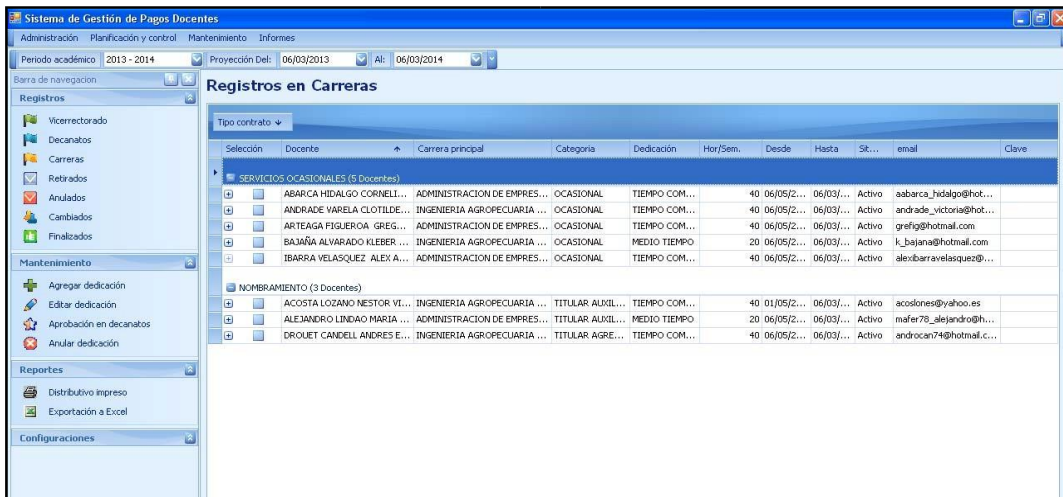 Sistema de Gestión de Pagos Docentes
Administración Planificación y control Mantenimiento Informes
Periodo académico 2013 - 2014 Proyección Del: 06/03/2013 Al: 06/03/2014
Barra de navegacion
Registros
Vicerrectorado
Decanatos
Carreras
Retirados
Anulados
Cambiados
Finalizados
Mantenimiento
Agregar dedicación
Editar dedicación
Aprobación en decanatos
Anular dedicación
Reportes
Distributivo impreso
Exportación a Excel
Configuraciones
Registros en Carreras
Tipo contrato
Selección Docente Carrera principal Categoria Dedicación Hor/Sem. Desde Hasta Sit... email Clave
SERVICIOS OCASIONALES (5 Docentes)
ABARCA HIDALGO CORNELI... ADMINISTRACION DE EMPRES... OCASIONAL TIEMPO COM... 40 06/05/2... 06/03/... Activo aabarca_hidalgo@hot...
ANDRADE VARELA CLOTILDE... INGENIERIA AGROPECUARIA ... OCASIONAL TIEMPO COM... 40 06/05/2... 06/03/... Activo andrade_victoria@hot...
ARTEAGA FIGUEROA GREG... ADMINISTRACION DE EMPRES... OCASIONAL TIEMPO COM... 40 06/05/2... 06/03/... Activo grefig@hotmail.com
BAJAÑA ALVARADO KLEBER ... INGENIERIA AGROPECUARIA ... OCASIONAL MEDIO TIEMPO 20 06/05/2... 06/03/... Activo k_bajana@hotmail.com
IBARRA VELASQUEZ ALEX A... ADMINISTRACION DE EMPRES... OCASIONAL TIEMPO COM... 40 06/05/2... 06/03/... Activo alexibarravelasquez@...
NOMBRAMIENTO (3 Docentes)
ACOSTA LOZANO NESTOR VI... INGENIERIA AGROPECUARIA ... TITULAR AUXIL... TIEMPO COM... 40 01/05/2... 06/03/... Activo acoslones@yahoo.es
ALEJANDRO LINDAO MARIA ... ADMINISTRACION DE EMPRES... TITULAR AUXIL... MEDIO TIEMPO 20 06/05/2... 06/03/... Activo mafer78_alejandro@h...
DROUET CANDELL ANDRES E... INGENIERIA AGROPECUARIA ... TITULAR AGRE... TIEMPO COM... 40 06/05/2... 06/03/... Activo androcan74@hotmail.c...